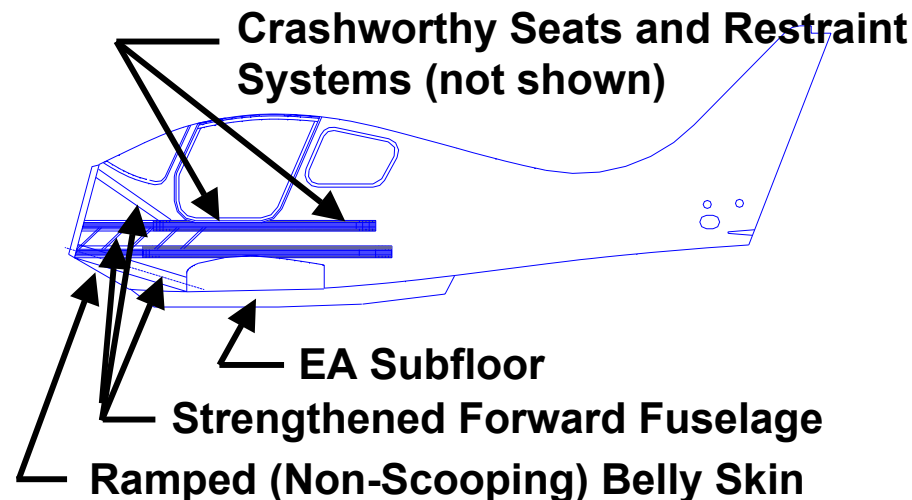 Crashworthy Seats and Restraint
Systems (not shown)
EA Subfloor
Strengthened Forward Fuselage
Ramped (Non-Scooping) Belly Skin